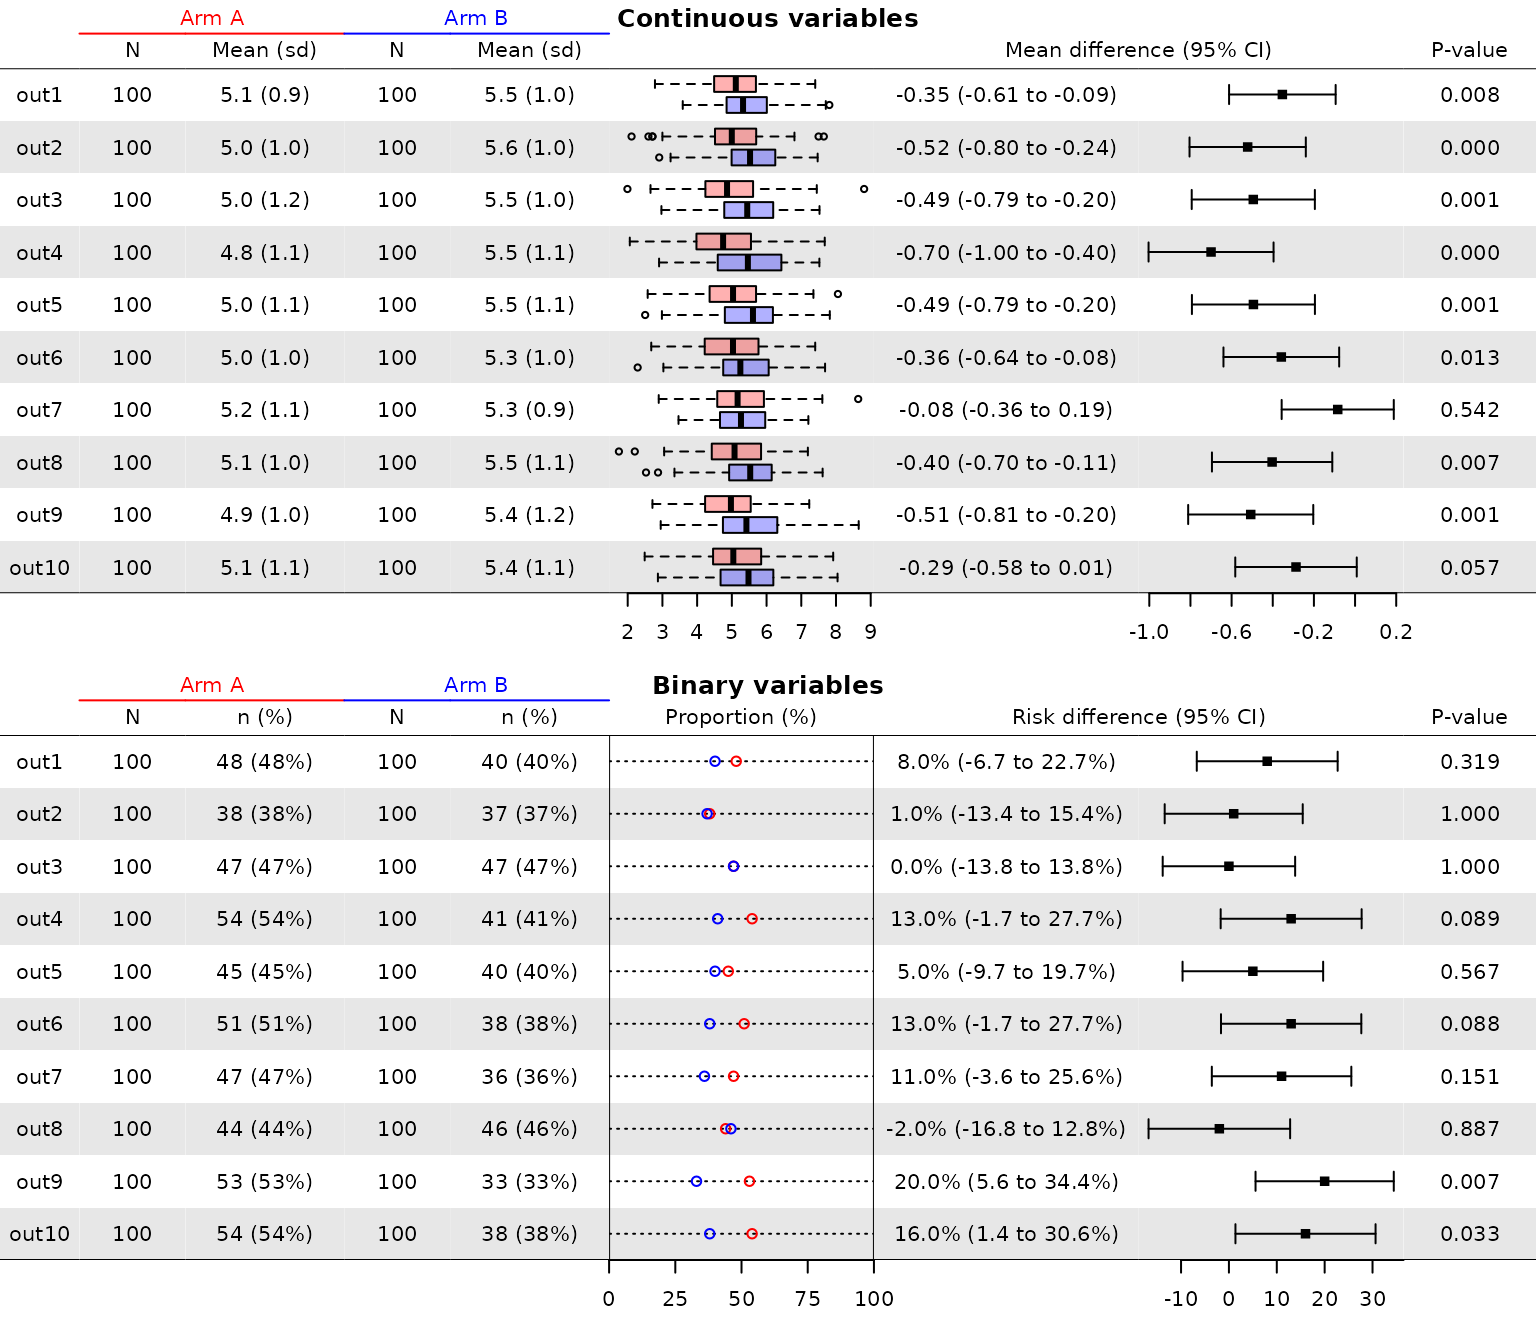 Arm A Arm B Continuous variables
N Mean (sd) N Mean (sd) Mean difference (95% CI) P-value
out1 100 5.1 (0.9) 100 5.5 (1.0) -0.35 (-0.61 to -0.09) 0.008
out2 100 5.0 (1.0) 100 5.6 (1.0) -0.52 (-0.80 to -0.24) 0.000
out3 100 5.0 (1.2) 100 5.5 (1.0) -0.49 (-0.79 to -0.20) 0.001
out4 100 4.8 (1.1) 100 5.5 (1.1) -0.70 (-1.00 to -0.40) 0.000
out5 100 5.0 (1.1) 100 5.5 (1.1) -0.49 (-0.79 to -0.20) 0.001
out6 100 5.0 (1.0) 100 5.3 (1.0) -0.36 (-0.64 to -0.08) 0.013
out7 100 5.2 (1.1) 100 5.3 (0.9) -0.08 (-0.36 to 0.19) 0.542
out8 100 5.1 (1.0) 100 5.5 (1.1) -0.40 (-0.70 to -0.11) 0.007
out9 100 4.9 (1.0) 100 5.4 (1.2) -0.51 (-0.81 to -0.20) 0.001
out10 100 5.1 (1.1) 100 5.4 (1.1) -0.29 (-0.58 to 0.01) 0.057
2 3 4 5 6 7 8 9 -1.0 -0.6 -0.2 0.2
Arm A Arm B Binary variables
N n (%) N n (%) Proportion (%) Risk difference (95% CI) P-value
out1 100 48 (48%) 100 40 (40%) 8.0% (-6.7 to 22.7%) 0.319
out2 100 38 (38%) 100 37 (37%) 1.0% (-13.4 to 15.4%) 1.000
out3 100 47 (47%) 100 47 (47%) 0.0% (-13.8 to 13.8%) 1.000
out4 100 54 (54%) 100 41 (41%) 13.0% (-1.7 to 27.7%) 0.089
out5 100 45 (45%) 100 40 (40%) 5.0% (-9.7 to 19.7%) 0.567
out6 100 51 (51%) 100 38 (38%) 13.0% (-1.7 to 27.7%) 0.088
out7 100 47 (47%) 100 36 (36%) 11.0% (-3.6 to 25.6%) 0.151
out8 100 44 (44%) 100 46 (46%) -2.0% (-16.8 to 12.8%) 0.887
out9 100 53 (53%) 100 33 (33%) 20.0% (5.6 to 34.4%) 0.007
out10 100 54 (54%) 100 38 (38%) 16.0% (1.4 to 30.6%) 0.033
0 25 50 75 100 -10 0 10 20 30